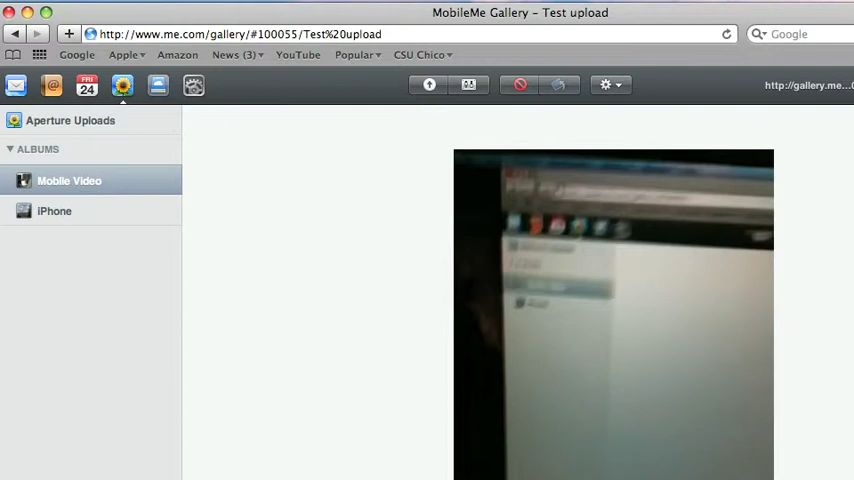 MobileMe Gallery – Test upload
http://www.me.com/gallery/#100055/Test%20upload
Google
Google Apple Amazon News (3) YouTube Popular CSU Chico
FRI
24
@
http://gallery.me...0
Aperture Uploads
ALBUMS
Mobile Video
iPhone